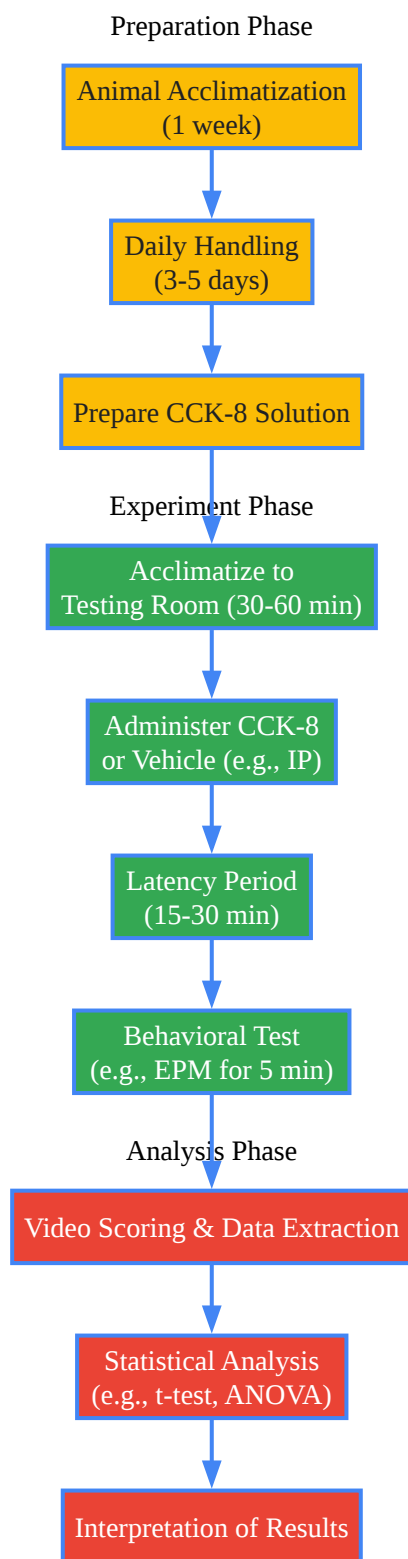 Preparation Phase
Animal Acclimatization
(1 week)
Daily Handling
(3-5 days)
Prepare CCK-8 Solution
Experiment Phase
Acclimatize to
Testing Room (30-60 min)
Administer CCK-8
or Vehicle (e.g., IP)
Latency Period
(15-30 min)
Behavioral Test
(e.g., EPM for 5 min)
Analysis Phase
Video Scoring & Data Extraction
Statistical Analysis
(e.g., t-test, ANOVA)
Interpretation of Results